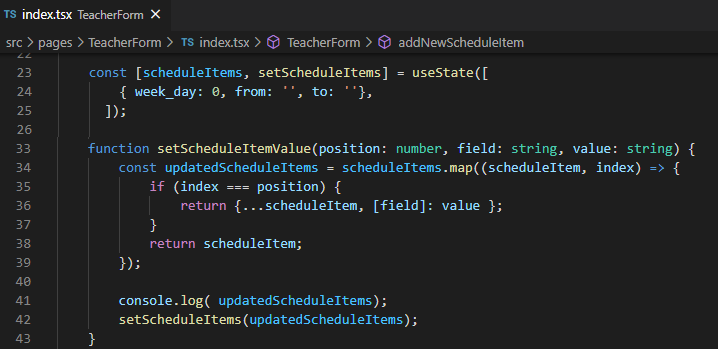 TS index.tsx TeacherForm ×
src > pages > TeacherForm > TS index.tsx > TeacherForm > addNewScheduleItem
22
23 const [scheduleItems, setScheduleItems] = useState([
24 { week_day: 0, from: '', to: ''},
25 ]);
26
33 function setScheduleItemValue(position: number, field: string, value: string) {
34 const updatedScheduleItems = scheduleItems.map((scheduleItem, index) => {
35 if (index === position) {
36 return {...scheduleItem, [field]: value };
37 }
38 return scheduleItem;
39 });
40
41 console.log( updatedScheduleItems);
42 setScheduleItems(updatedScheduleItems);
43 }